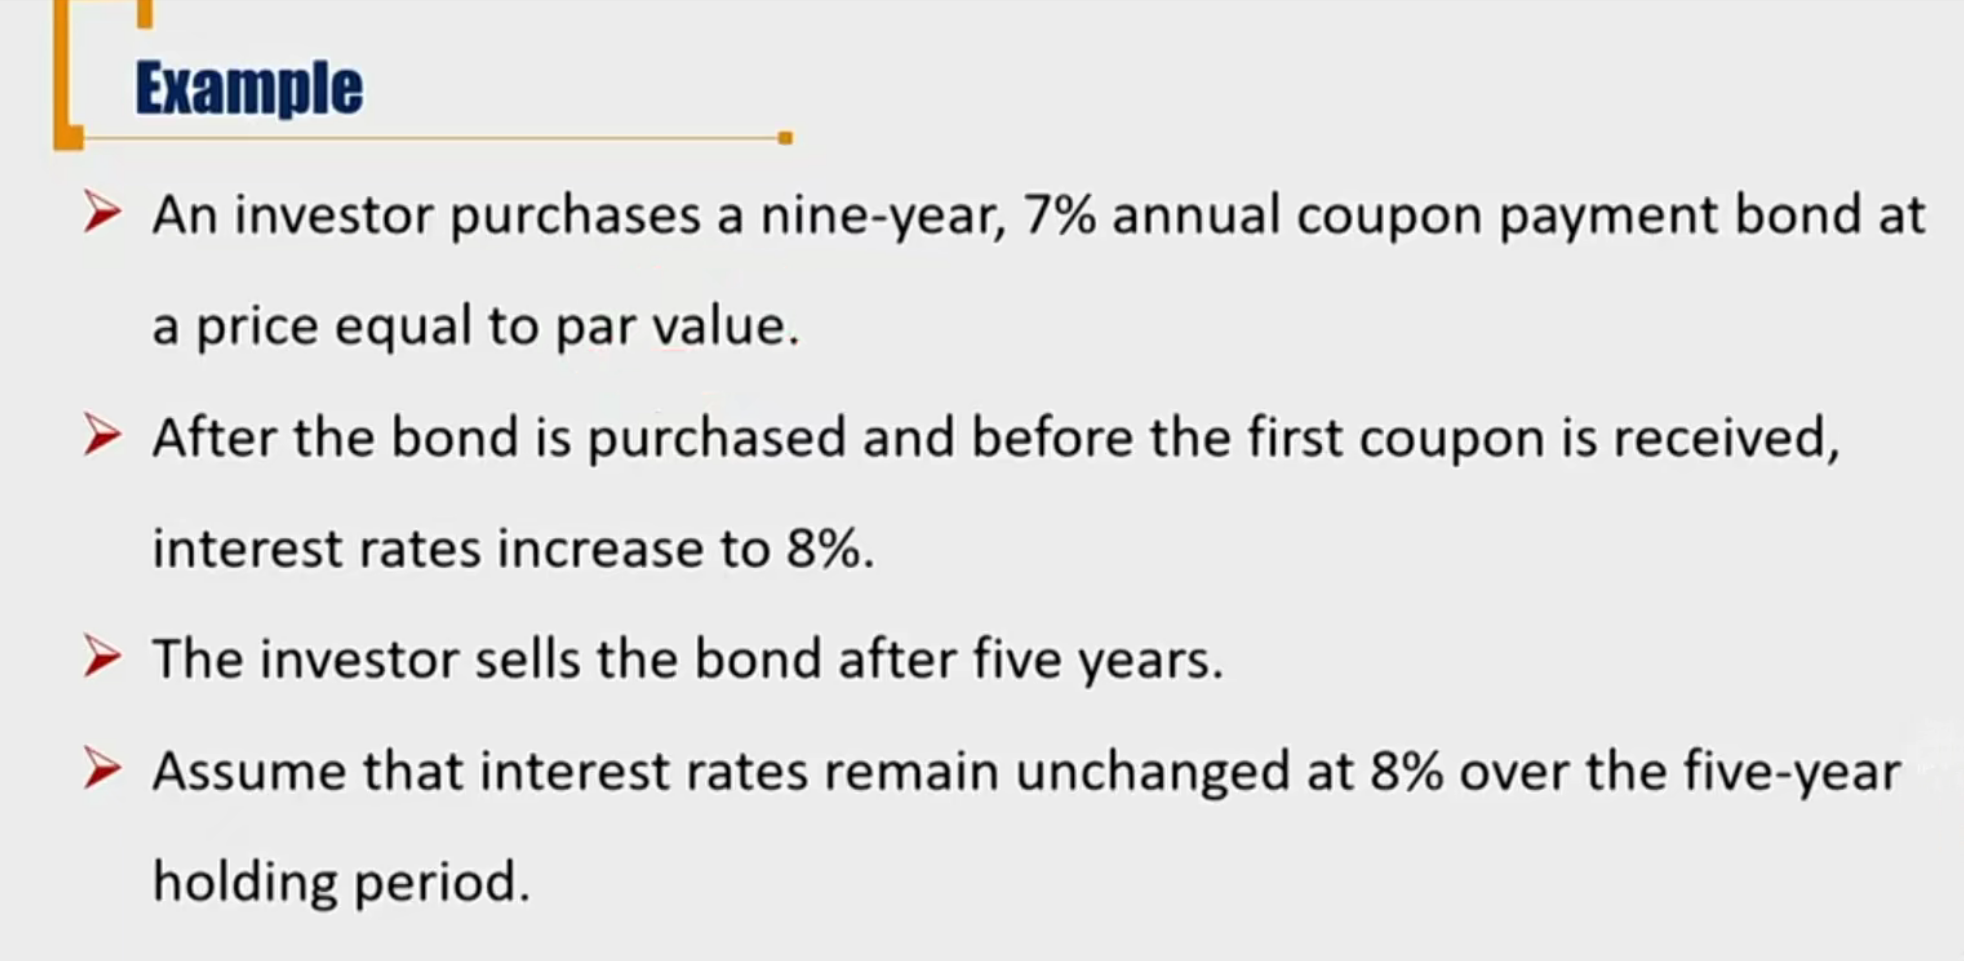 Example
An investor purchases a nine-year, 7% annual coupon payment bond at
a price equal to par value.
After the bond is purchased and before the first coupon is received,
interest rates increase to 8%.
The investor sells the bond after five years.
Assume that interest rates remain unchanged at 8% over the five-year
holding period.